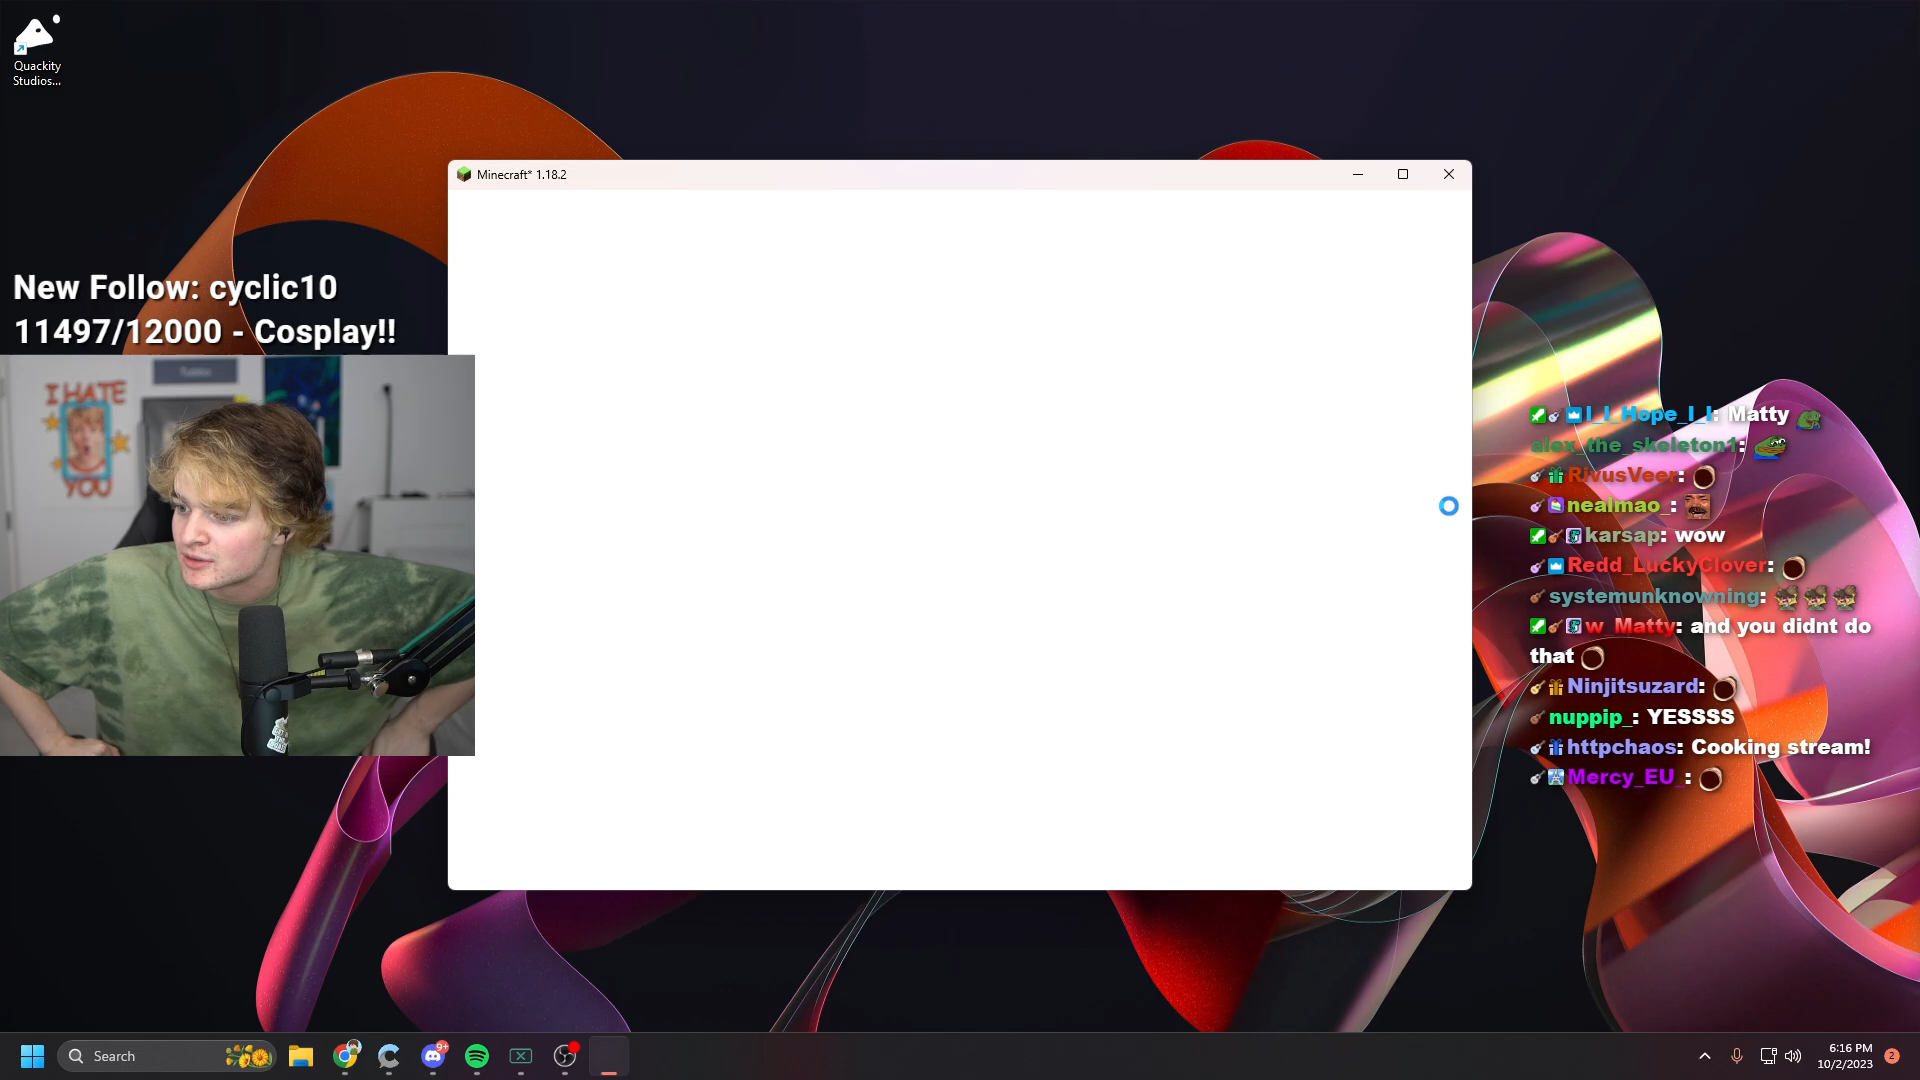 Quackity
Studios...
Minecraft* 1.18.2
New Follow: cyclic10
11497/12000 - Cosplay!!
I HATE
YOU
I_I_Hope_I_I: Matty
alex_the_skeleton1:
RivusVeer:
nealmao_:
karsap: wow
Redd_LuckyClover:
systemunknowning:
w_Matty: and you didnt do
that
Ninjitsuzard:
nuppip_: YESSSS
httpchaos: Cooking stream!
Mercy_EU_:
Search
9+
6:16 PM
10/2/2023
2